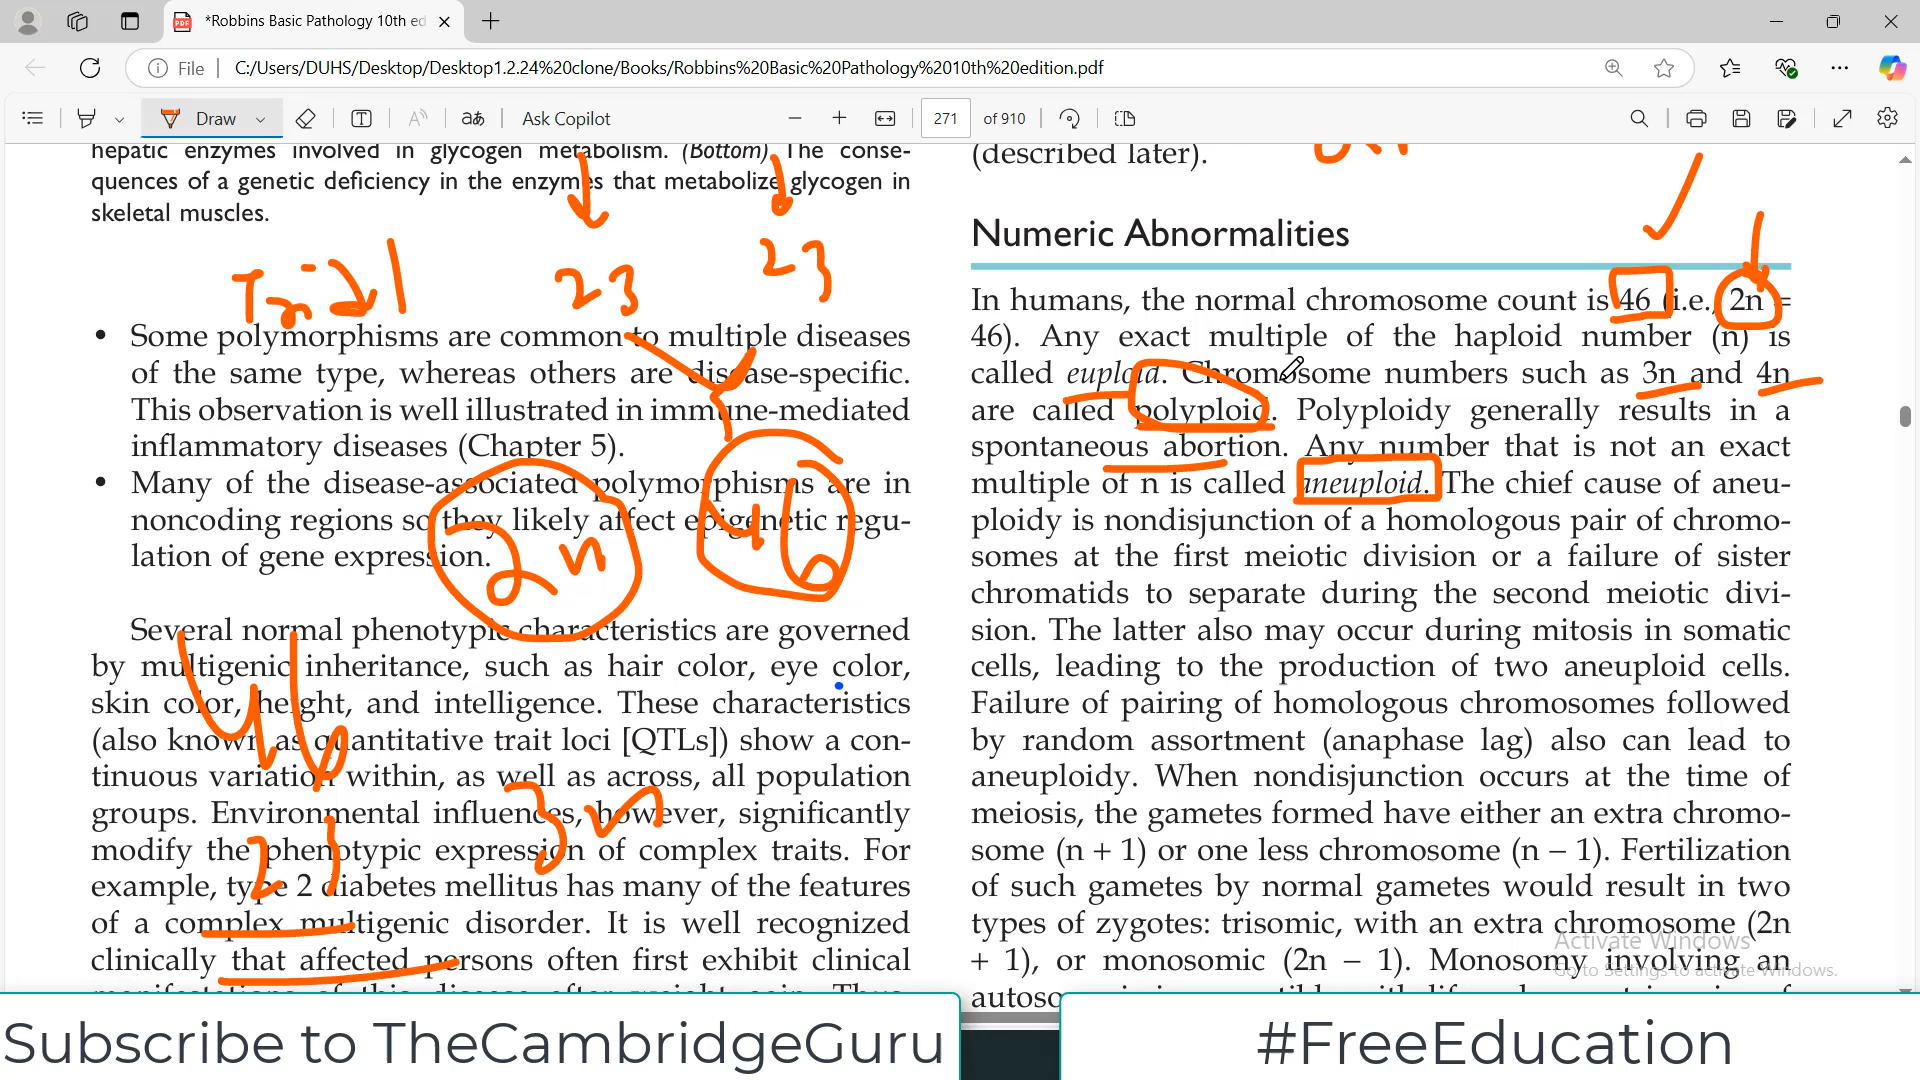 *Robbins Basic Pathology 10th ed
File
C:/Users/DUHS/Desktop/Desktop1.2.24%20clone/Books/Robbins%20Basic%20Pathology%2010th%20edition.pdf
Draw
aあ
Ask Copilot
271 of 910
hepatic enzymes involved in glycogen metabolism. (Bottom) The conse-
quences of a genetic deficiency in the enzymes that metabolize glycogen in
skeletal muscles.
23
23
• Some polymorphisms are common to multiple diseases
of the same type, whereas others are disease-specific.
This observation is well illustrated in immune-mediated
inflammatory diseases (Chapter 5).
• Many of the disease-associated polymorphisms are in
noncoding regions so they likely affect epigenetic regu-
lation of gene expression.
2n
46
Several normal phenotypic characteristics are governed
by multigenic inheritance, such as hair color, eye color,
skin color, height, and intelligence. These characteristics
(also known as quantitative trait loci [QTLs]) show a con-
tinuous variation within, as well as across, all population
groups. Environmental influences, however, significantly
modify the phenotypic expression of complex traits. For
example, type 2 diabetes mellitus has many of the features
of a complex multigenic disorder. It is well recognized
clinically that affected persons often first exhibit clinical
46
23
3n
(described later).
Numeric Abnormalities
In humans, the normal chromosome count is 46 (i.e., 2n =
46). Any exact multiple of the haploid number (n) is
called euploid. Chromosome numbers such as 3n and 4n
are called polyploid. Polyploidy generally results in a
spontaneous abortion. Any number that is not an exact
multiple of n is called aneuploid. The chief cause of aneu-
ploidy is nondisjunction of a homologous pair of chromo-
somes at the first meiotic division or a failure of sister
chromatids to separate during the second meiotic divi-
sion. The latter also may occur during mitosis in somatic
cells, leading to the production of two aneuploid cells.
Failure of pairing of homologous chromosomes followed
by random assortment (anaphase lag) also can lead to
aneuploidy. When nondisjunction occurs at the time of
meiosis, the gametes formed have either an extra chromo-
some (n + 1) or one less chromosome (n − 1). Fertilization
of such gametes by normal gametes would result in two
types of zygotes: trisomic, with an extra chromosome (2n
+ 1), or monosomic (2n − 1). Monosomy involving an
Activate Windows
Go to Settings to activate Windows.
Subscribe to TheCambridgeGuru
#FreeEducation